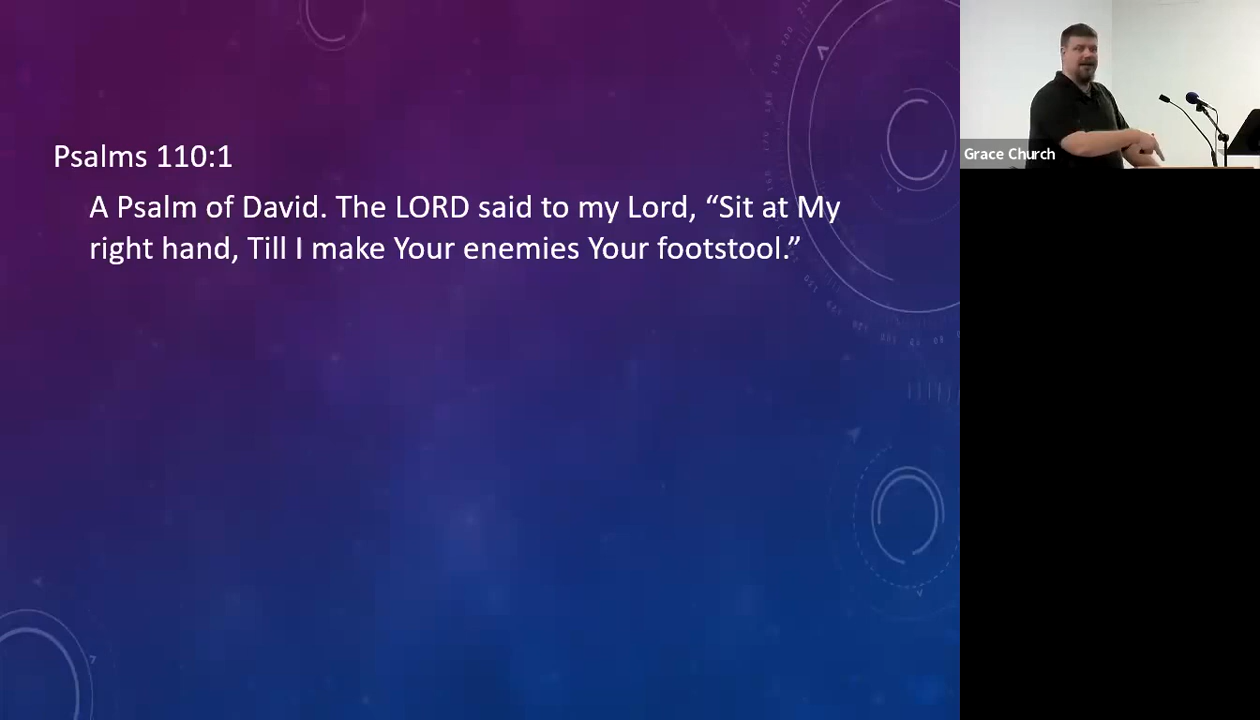 Psalms 110:1
A Psalm of David. The LORD said to my Lord, “Sit at My
right hand, Till I make Your enemies Your footstool.”
Grace Church